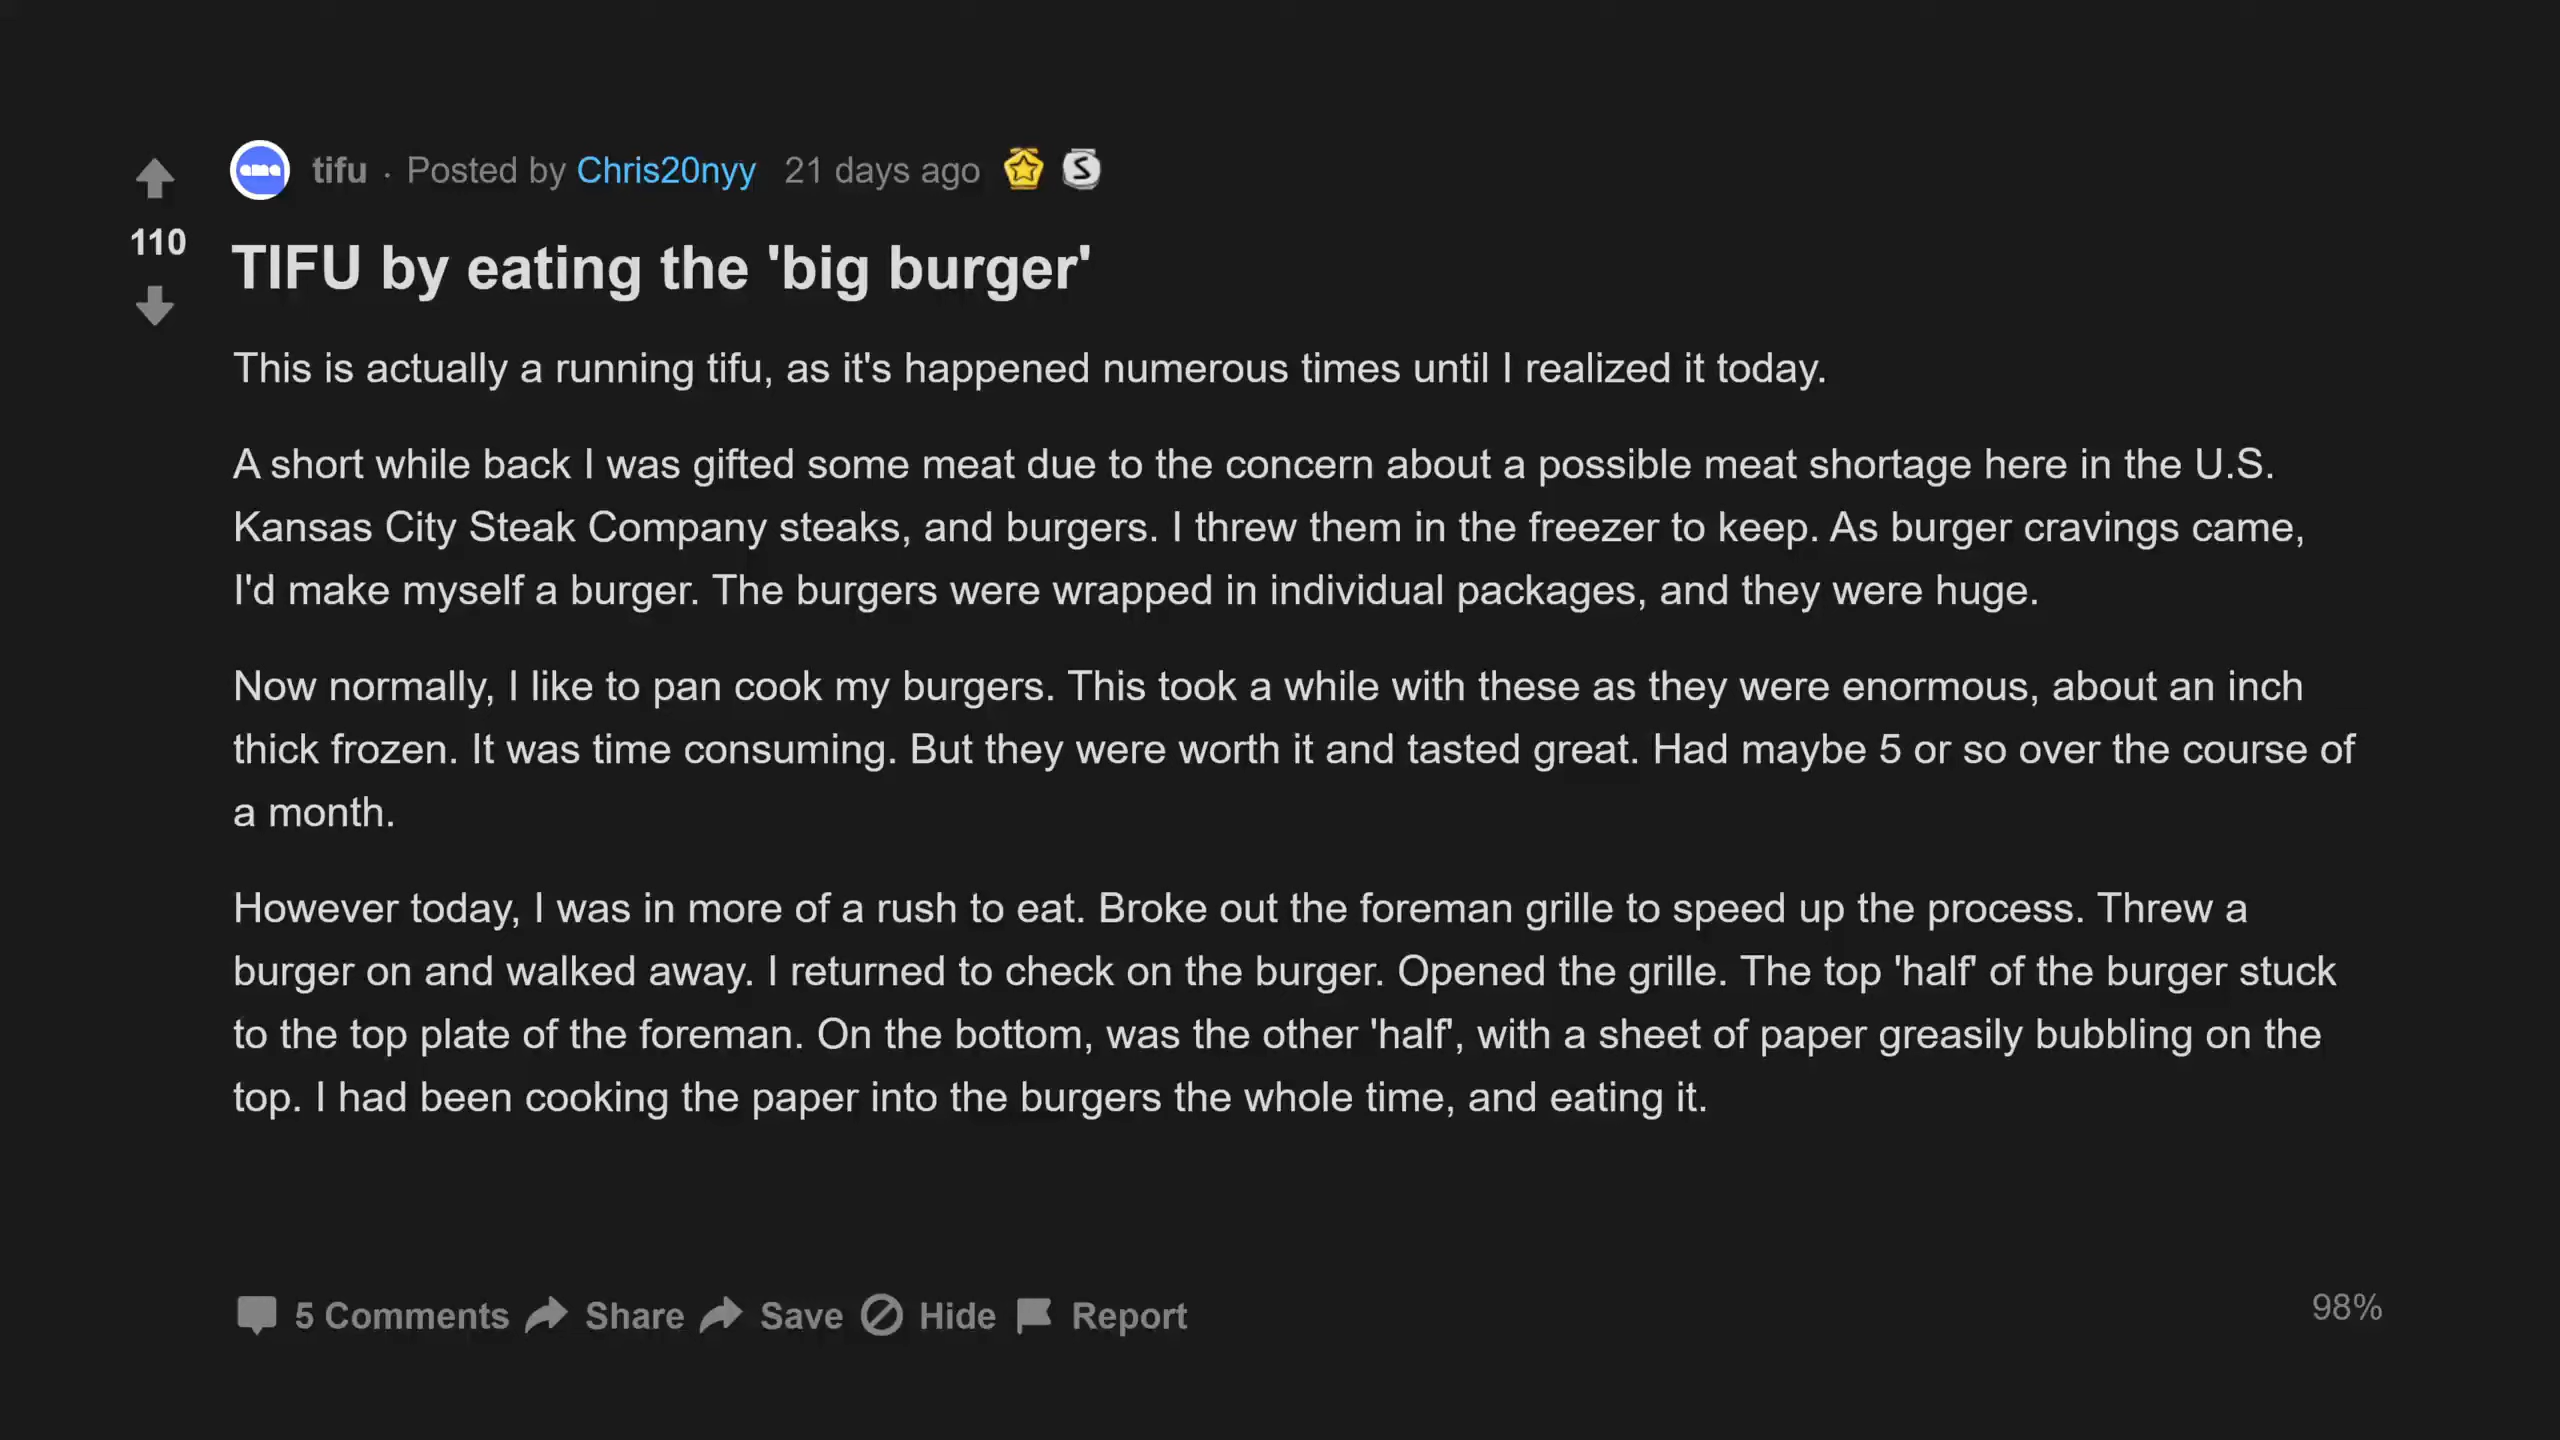 ama tifu · Posted by Chris20nyy 21 days ago S
110
TIFU by eating the 'big burger'
This is actually a running tifu, as it's happened numerous times until I realized it today.
A short while back I was gifted some meat due to the concern about a possible meat shortage here in the U.S.
Kansas City Steak Company steaks, and burgers. I threw them in the freezer to keep. As burger cravings came,
I'd make myself a burger. The burgers were wrapped in individual packages, and they were huge.
Now normally, I like to pan cook my burgers. This took a while with these as they were enormous, about an inch
thick frozen. It was time consuming. But they were worth it and tasted great. Had maybe 5 or so over the course of
a month.
However today, I was in more of a rush to eat. Broke out the foreman grille to speed up the process. Threw a
burger on and walked away. I returned to check on the burger. Opened the grille. The top 'half' of the burger stuck
to the top plate of the foreman. On the bottom, was the other 'half', with a sheet of paper greasily bubbling on the
top. I had been cooking the paper into the burgers the whole time, and eating it.
5 Comments Share Save Hide Report 98%